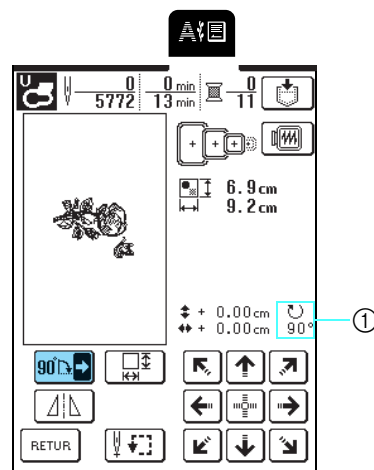 A
U
0 0 min 0
5772 13 min 11
6.9cm
9.2cm
+ 0.00cm
+ 0.00cm 90° ①
90°
RETUR